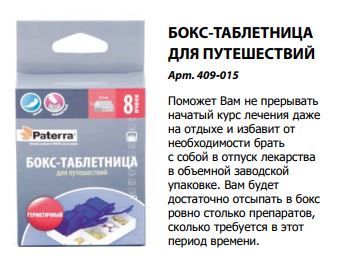 БОКС-ТАБЛЕТНИЦА
ДЛЯ ПУТЕШЕСТВИЙ
Арт. 409-015
Поможет Вам не прерывать
начатый курс лечения даже
на отдыхе и избавит от
необходимости брать
с собой в отпуск лекарства
в объемной заводской
упаковке. Вам будет
достаточно отсыпать в бокс
ровно столько препаратов,
сколько требуется в этот
период времени.
8 ячеек
Paterra
БОКС-ТАБЛЕТНИЦА
для путешествий
ГЕРМЕТИЧНЫЙ